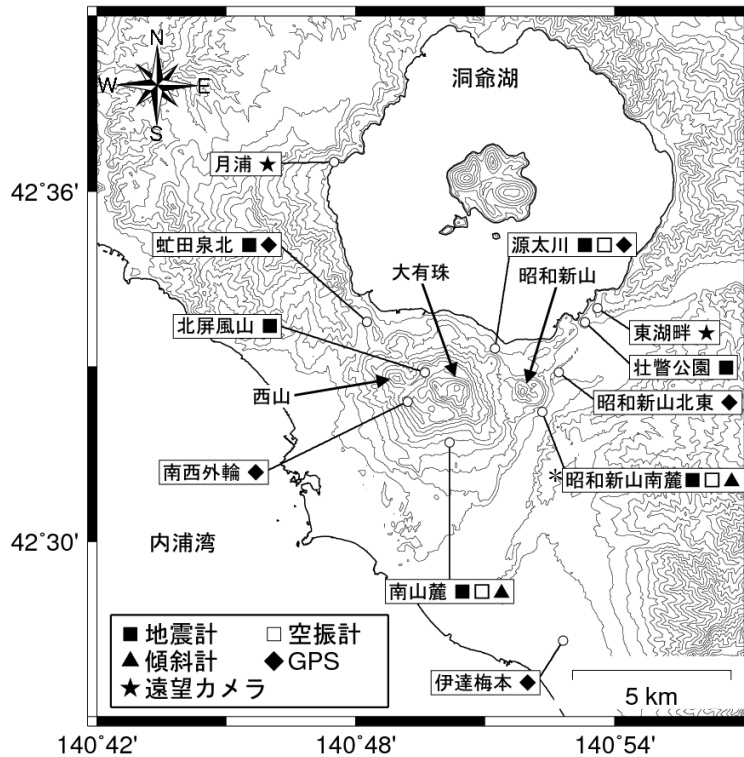 N
W E
S
洞爺湖
月浦 ★
42˚36'
虻田泉北 ■◆
源太川 ■□◆
大有珠
昭和新山
北屏風山 ■
東湖畔 ★
壮瞥公園 ■
西山
昭和新山北東 ◆
南西外輪 ◆
* 昭和新山南麓 ■□▲
42˚30'
内浦湾
南山麓 ■□▲
■ 地震計 □ 空振計
▲ 傾斜計 ◆ GPS
★ 遠望カメラ
伊達梅本 ◆
5 km
140˚42' 140˚48' 140˚54'